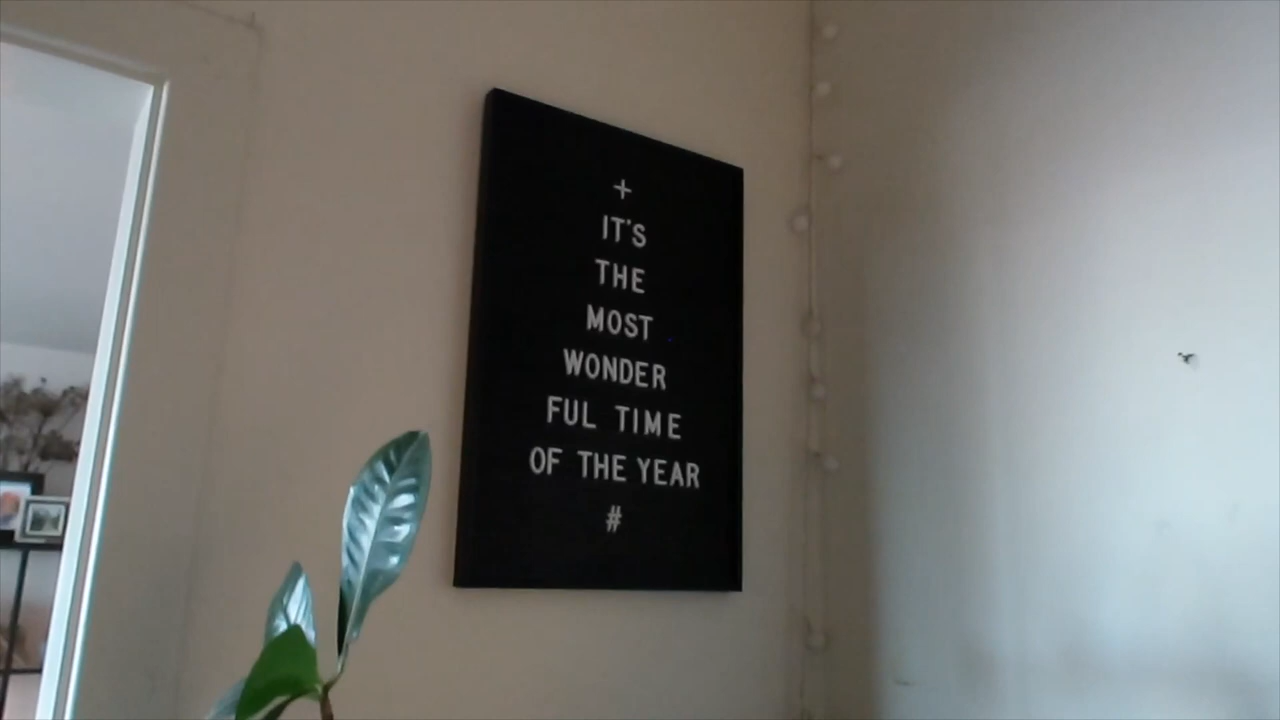 +
IT'S
THE
MOST
WONDER
FUL TIME
OF THE YEAR
#